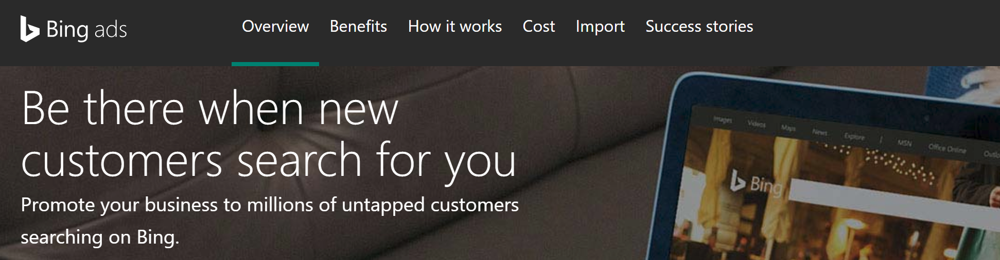 Bing ads
Overview Benefits How it works Cost Import Success stories
Be there when new
customers search for you
Promote your business to millions of untapped customers
searching on Bing.
Images Videos Maps News Explore | MSN Office Online
Bing